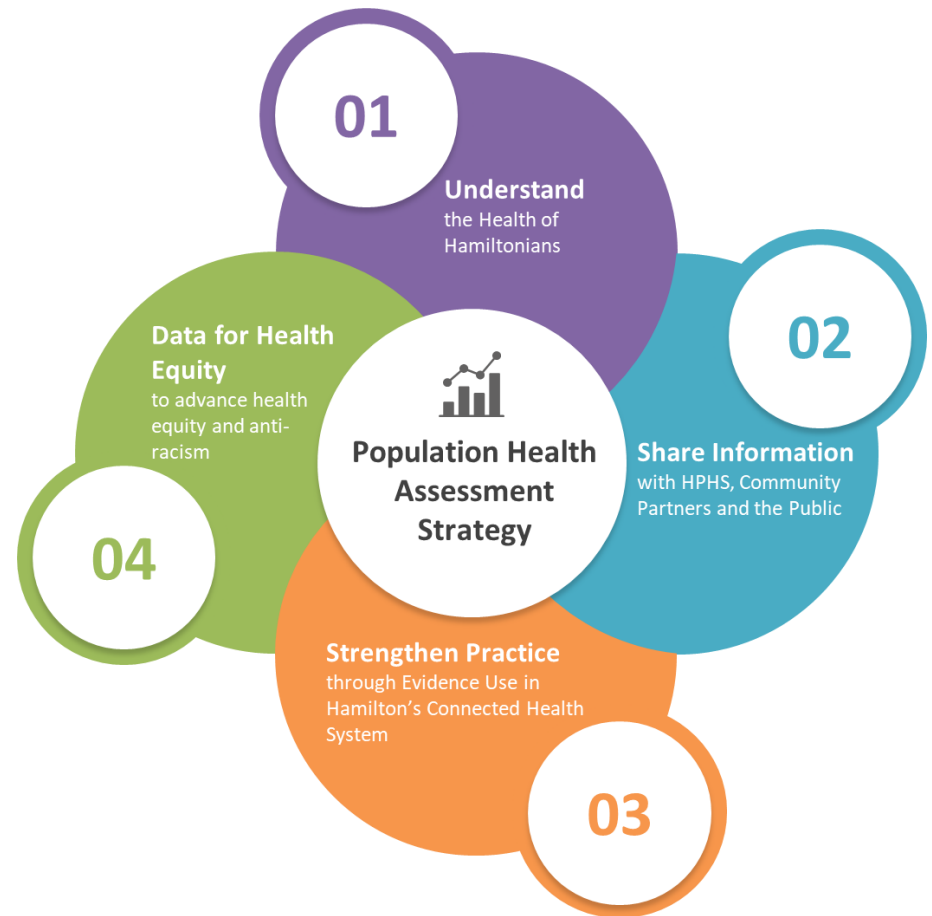 01
Understand
the Health of
Hamiltonians
02
Share Information
with HPHS, Community
Partners and the Public
Strengthen Practice
through Evidence Use in
Hamilton’s Connected Health
System
03
Data for Health
Equity
to advance health
equity and anti-
racism
04
Population Health
Assessment
Strategy